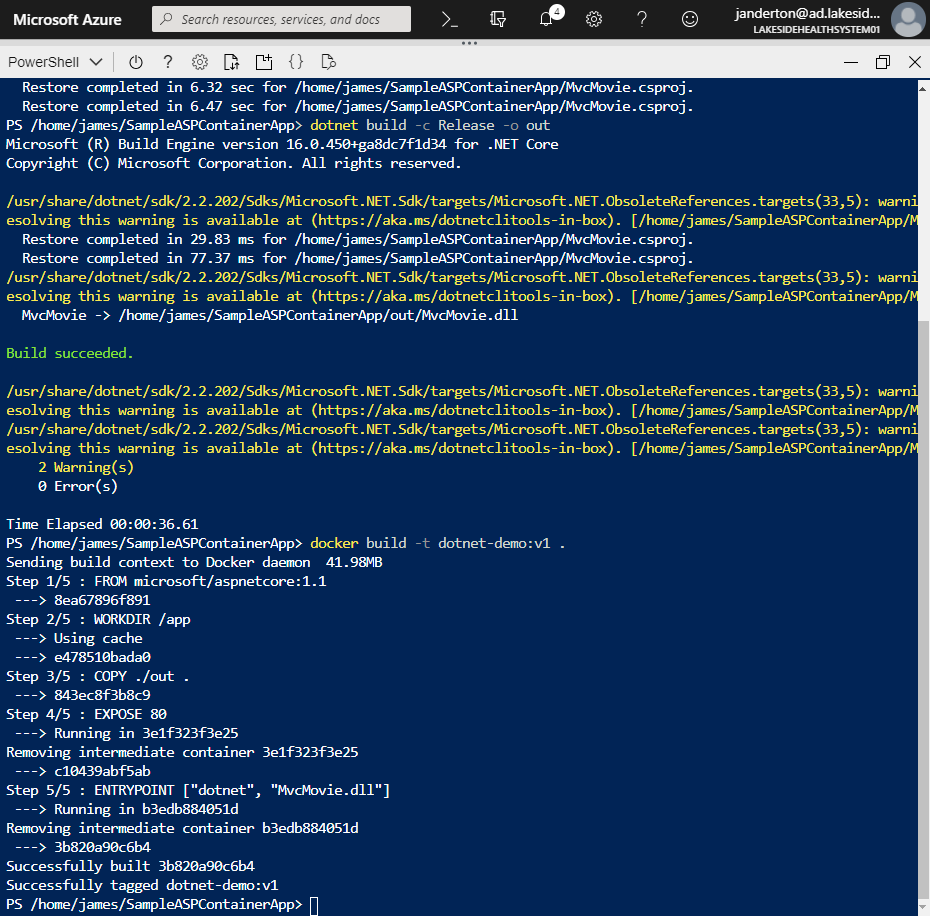 Microsoft Azure
Search resources, services, and docs
4
janderton@ad.lakesid...
LAKESIDEHEALTHSYSTEM01
PowerShell
Restore completed in 6.32 sec for /home/james/SampleASPContainerApp/MvcMovie.csproj.
Restore completed in 6.47 sec for /home/james/SampleASPContainerApp/MvcMovie.csproj.
PS /home/james/SampleASPContainerApp> dotnet build -c Release -o out
Microsoft (R) Build Engine version 16.0.450+ga8dc7f1d34 for .NET Core
Copyright (C) Microsoft Corporation. All rights reserved.
/usr/share/dotnet/sdk/2.2.202/Sdks/Microsoft.NET.Sdk/targets/Microsoft.NET.ObsoleteReferences.targets(33,5): warni
esolving this warning is available at (https://aka.ms/dotnetclitools-in-box). [/home/james/SampleASPContainerApp/M
Restore completed in 29.83 ms for /home/james/SampleASPContainerApp/MvcMovie.csproj.
Restore completed in 77.37 ms for /home/james/SampleASPContainerApp/MvcMovie.csproj.
/usr/share/dotnet/sdk/2.2.202/Sdks/Microsoft.NET.Sdk/targets/Microsoft.NET.ObsoleteReferences.targets(33,5): warni
esolving this warning is available at (https://aka.ms/dotnetclitools-in-box). [/home/james/SampleASPContainerApp/M
MvcMovie -> /home/james/SampleASPContainerApp/out/MvcMovie.dll
Build succeeded.
/usr/share/dotnet/sdk/2.2.202/Sdks/Microsoft.NET.Sdk/targets/Microsoft.NET.ObsoleteReferences.targets(33,5): warni
esolving this warning is available at (https://aka.ms/dotnetclitools-in-box). [/home/james/SampleASPContainerApp/M
/usr/share/dotnet/sdk/2.2.202/Sdks/Microsoft.NET.Sdk/targets/Microsoft.NET.ObsoleteReferences.targets(33,5): warni
esolving this warning is available at (https://aka.ms/dotnetclitools-in-box). [/home/james/SampleASPContainerApp/M
2 Warning(s)
0 Error(s)
Time Elapsed 00:00:36.61
PS /home/james/SampleASPContainerApp> docker build -t dotnet-demo:v1 .
Sending build context to Docker daemon  41.98MB
Step 1/5 : FROM microsoft/aspnetcore:1.1
---> 8ea67896f891
Step 2/5 : WORKDIR /app
---> Using cache
---> e478510bada0
Step 3/5 : COPY ./out .
---> 843ec8f3b8c9
Step 4/5 : EXPOSE 80
---> Running in 3e1f323f3e25
Removing intermediate container 3e1f323f3e25
---> c10439abf5ab
Step 5/5 : ENTRYPOINT ["dotnet", "MvcMovie.dll"]
---> Running in b3edb884051d
Removing intermediate container b3edb884051d
---> 3b820a90c6b4
Successfully built 3b820a90c6b4
Successfully tagged dotnet-demo:v1
PS /home/james/SampleASPContainerApp>